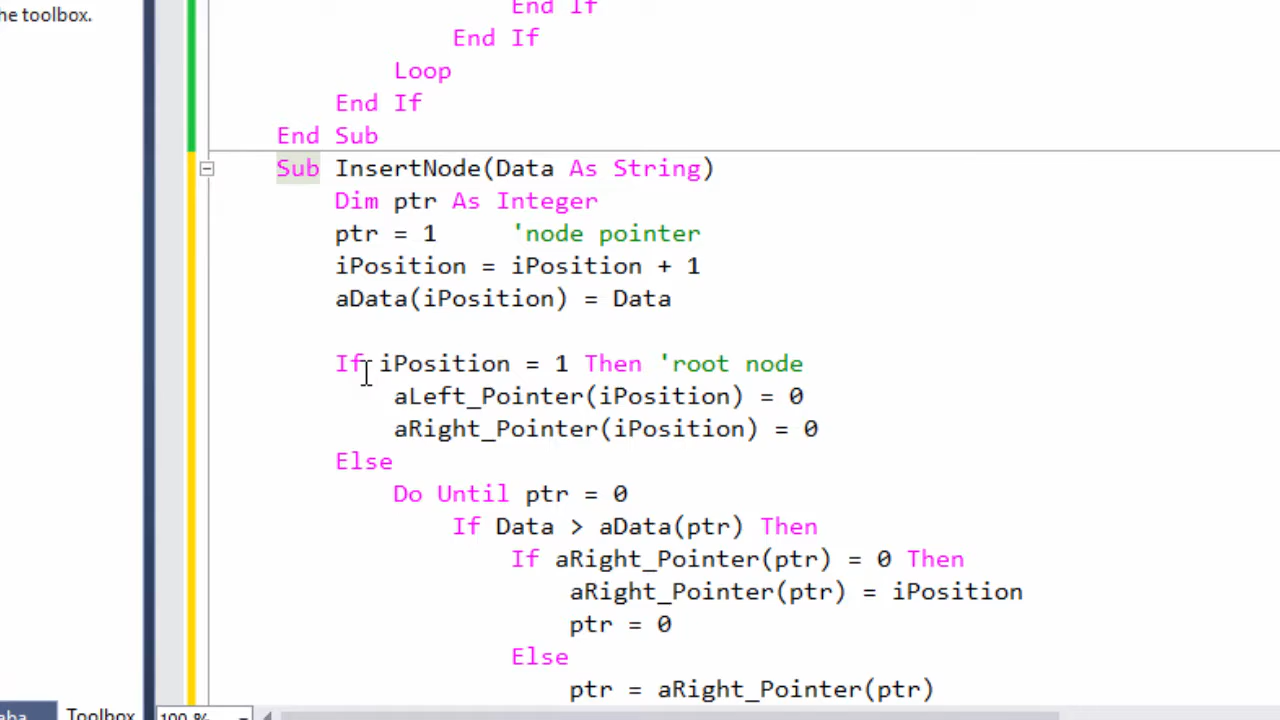 he toolbox.
End If
End If
Loop
End If
End Sub
Sub InsertNode(Data As String)
Dim ptr As Integer
ptr = 1     'node pointer
iPosition = iPosition + 1
aData(iPosition) = Data
If iPosition = 1 Then 'root node
aLeft_Pointer(iPosition) = 0
aRight_Pointer(iPosition) = 0
Else
Do Until ptr = 0
If Data > aData(ptr) Then
If aRight_Pointer(ptr) = 0 Then
aRight_Pointer(ptr) = iPosition
ptr = 0
Else
ptr = aRight_Pointer(ptr)
aba... Toolbox
100 %